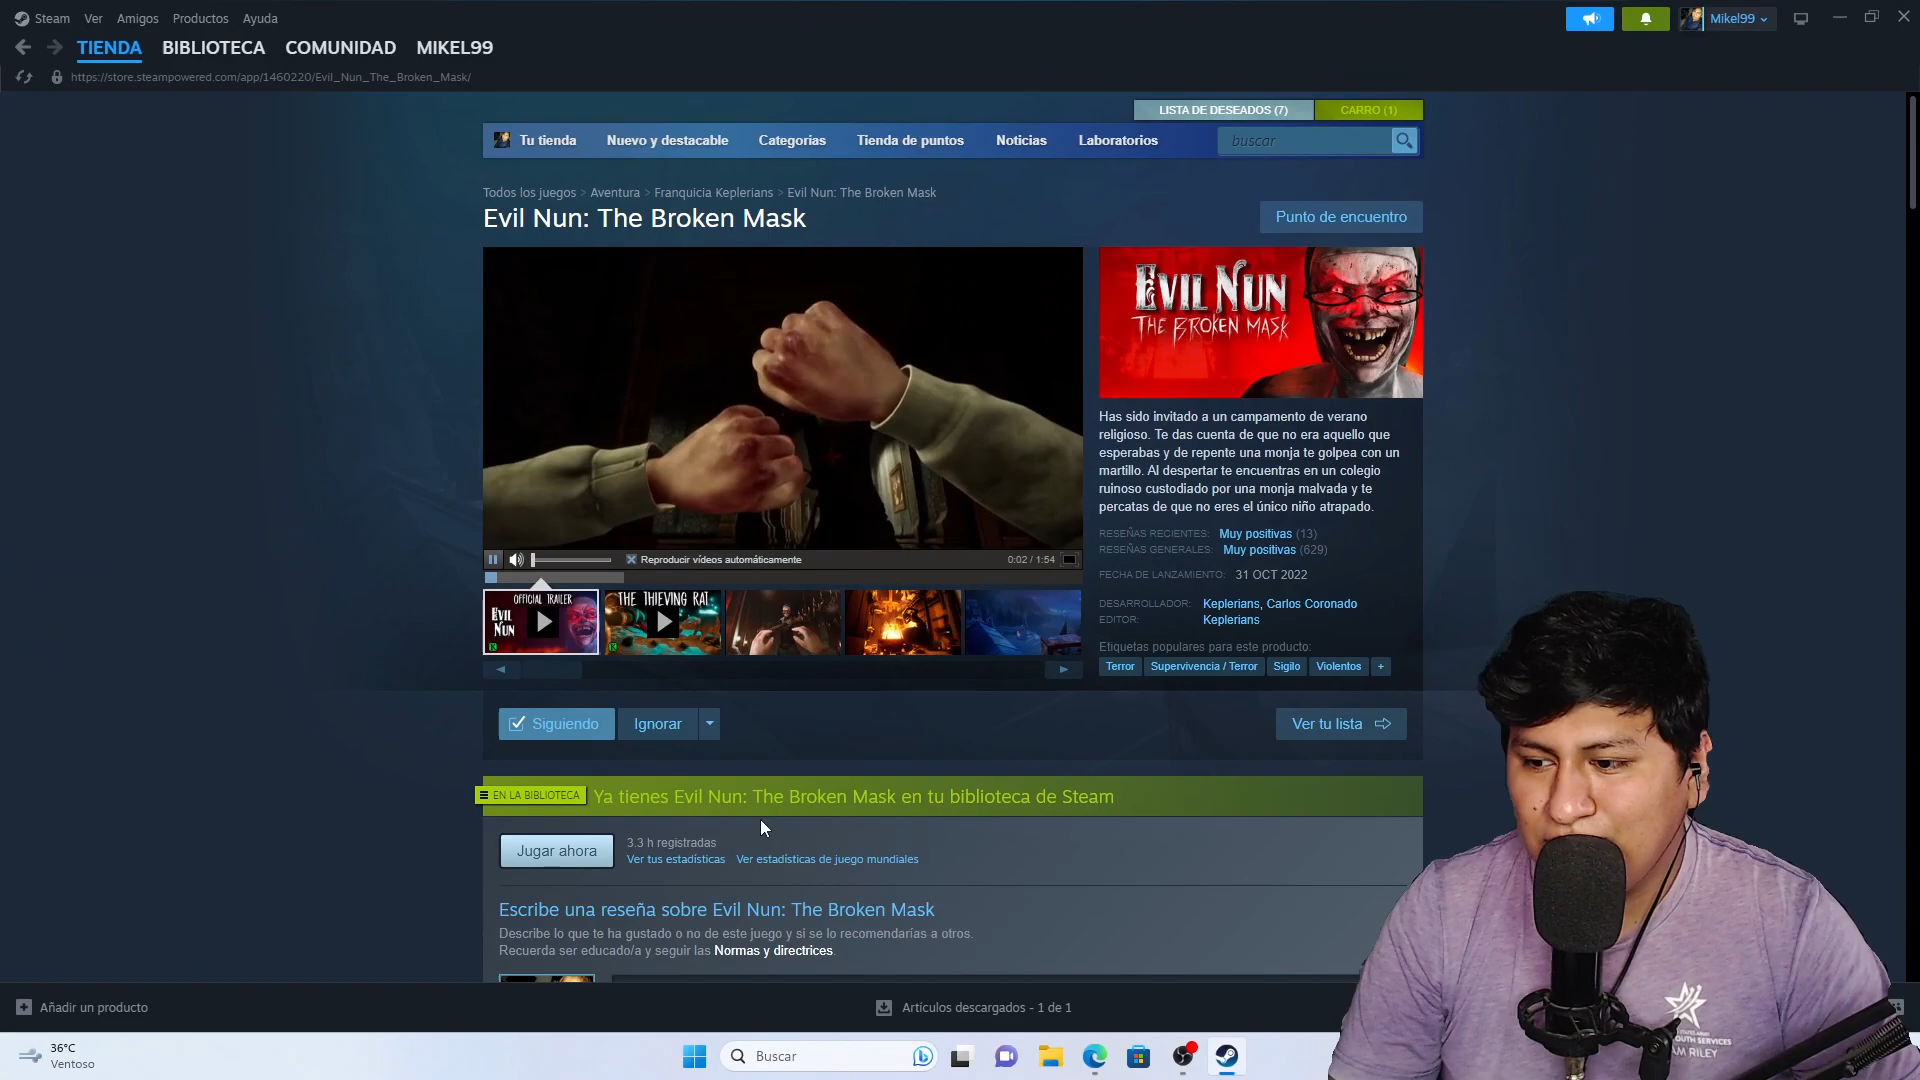 Steam Ver Amigos Productos Ayuda
Mikel99
TIENDA BIBLIOTECA COMUNIDAD MIKEL99
https://store.steampowered.com/app/1460220/Evil_Nun_The_Broken_Mask/
LISTA DE DESEADOS (7) CARRO (1)
Tu tienda Nuevo y destacable Categorías Tienda de puntos Noticias Laboratorios buscar
Todos los juegos > Aventura > Franquicia Keplerians > Evil Nun: The Broken Mask
Evil Nun: The Broken Mask
Punto de encuentro
EVIL NUN
THE BROKEN MASK
Has sido invitado a un campamento de verano
religioso. Te das cuenta de que no era aquello que
esperabas y de repente una monja te golpea con un
martillo. Al despertar te encuentras en un colegio
ruinoso custodiado por una monja malvada y te
percatas de que no eres el único niño atrapado.
RESEÑAS RECIENTES: Muy positivas (13)
RESEÑAS GENERALES: Muy positivas (629)
FECHA DE LANZAMIENTO: 31 OCT 2022
DESARROLLADOR: Keplerians, Carlos Coronado
EDITOR: Keplerians
Etiquetas populares para este producto:
Terror Supervivencia / Terror Sigilo Violentos +
Reproducir vídeos automáticamente 0:02 / 1:54
OFFICIAL TRAILER
EVIL
NUN
THE THIEVING RAT
Siguiendo Ignorar Ver tu lista
EN LA BIBLIOTECA Ya tienes Evil Nun: The Broken Mask en tu biblioteca de Steam
Jugar ahora
3.3 h registradas
Ver tus estadísticas Ver estadísticas de juego mundiales
Escribe una reseña sobre Evil Nun: The Broken Mask
Describe lo que te ha gustado o no de este juego y si se lo recomendarías a otros.
Recuerda ser educado/a y seguir las Normas y directrices.
Añadir un producto
Artículos descargados - 1 de 1
36°C
Ventoso
Buscar